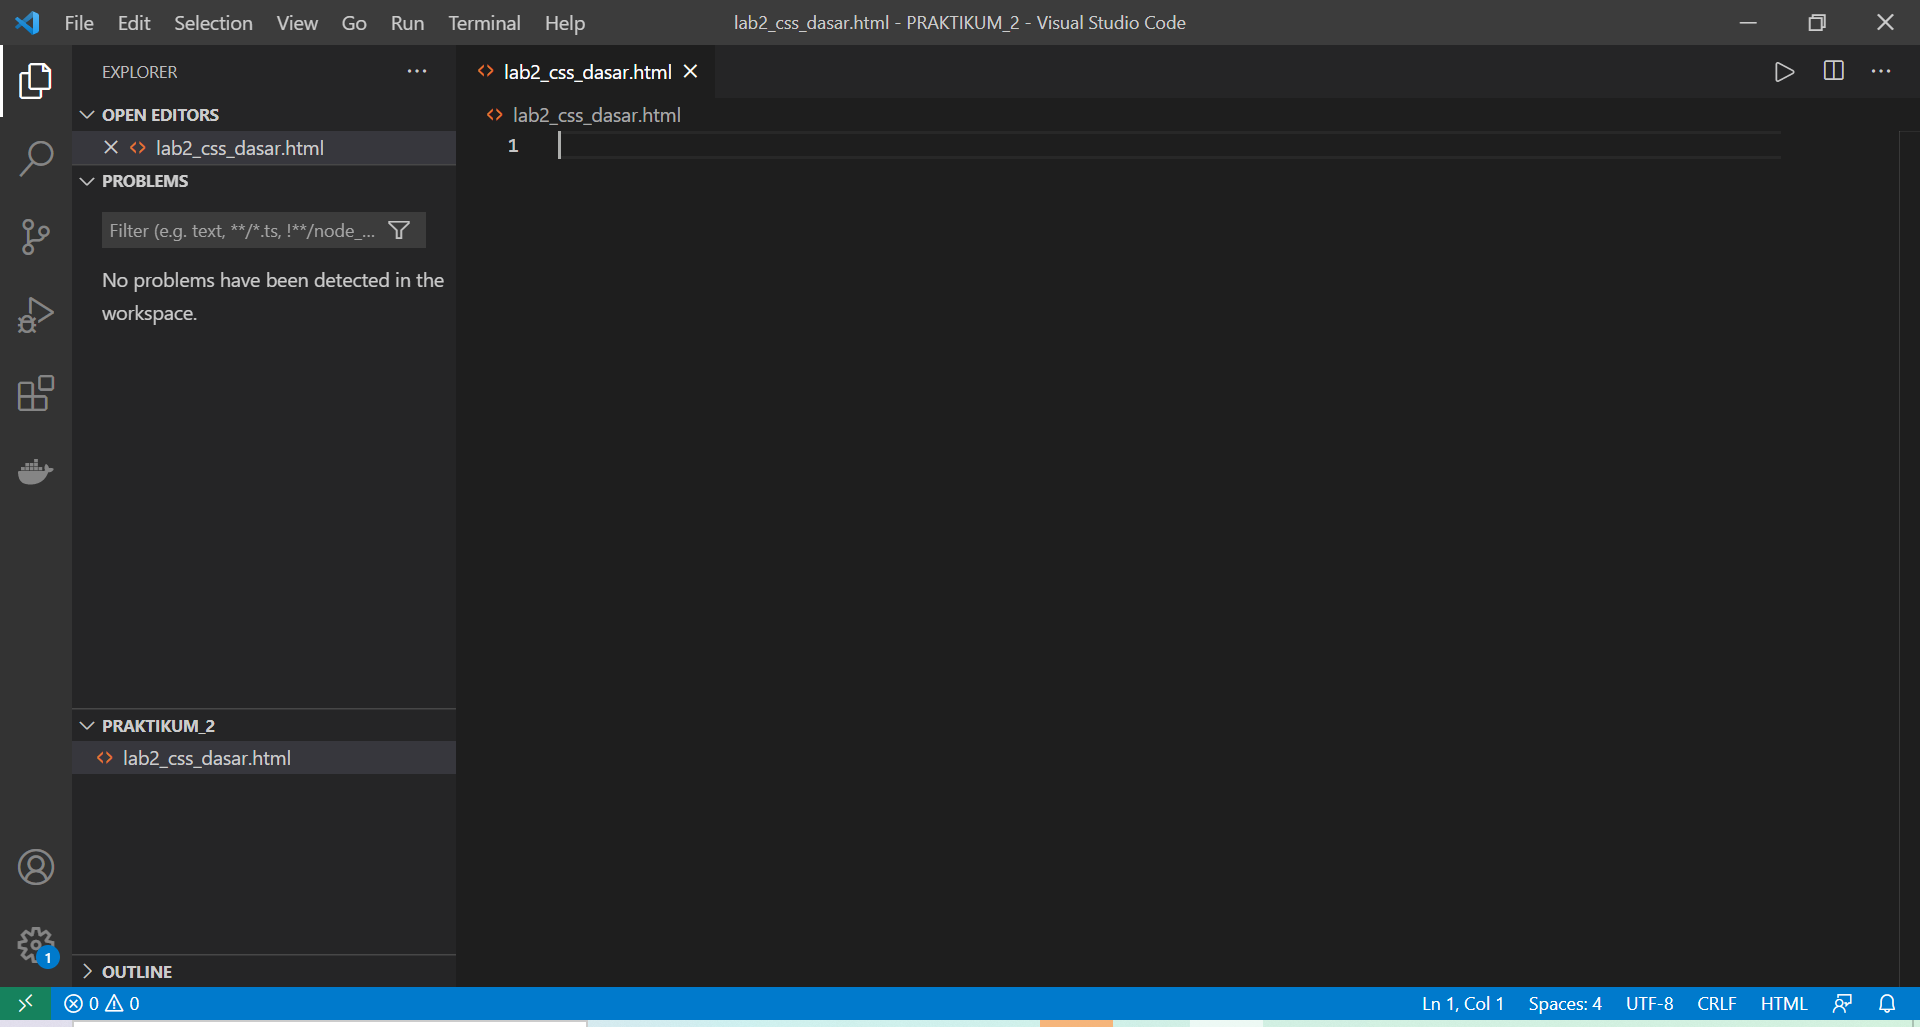 File Edit Selection View Go Run Terminal Help lab2_css_dasar.html - PRAKTIKUM_2 - Visual Studio Code
EXPLORER
lab2_css_dasar.html
OPEN EDITORS
lab2_css_dasar.html
lab2_css_dasar.html
1
PROBLEMS
Filter (e.g. text, **/*.ts, !**/node_...
No problems have been detected in the
workspace.
PRAKTIKUM_2
lab2_css_dasar.html
1
OUTLINE
0 0 Ln 1, Col 1 Spaces: 4 UTF-8 CRLF HTML